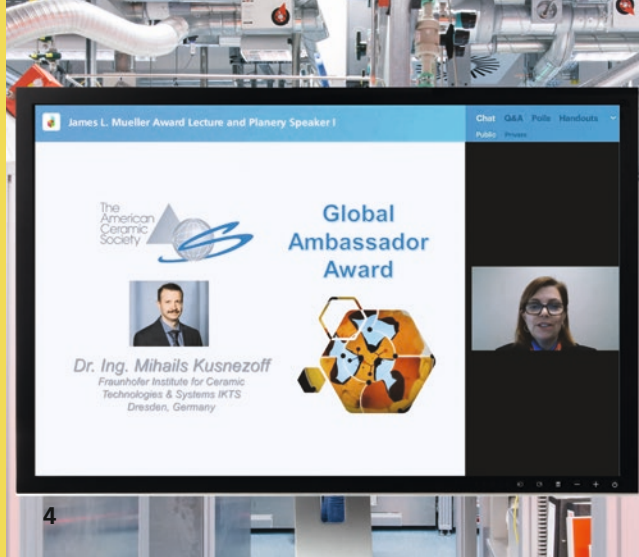 James L. Mueller Award Lecture and Planery Speaker I
Chat Q&A Polls Handouts
Public Private
The
American
Ceramic
Society
Global
Ambassador
Award
Dr. Ing. Mihails Kusnezoff
Fraunhofer Institute for Ceramic
Technologies & Systems IKTS
Dresden, Germany
4